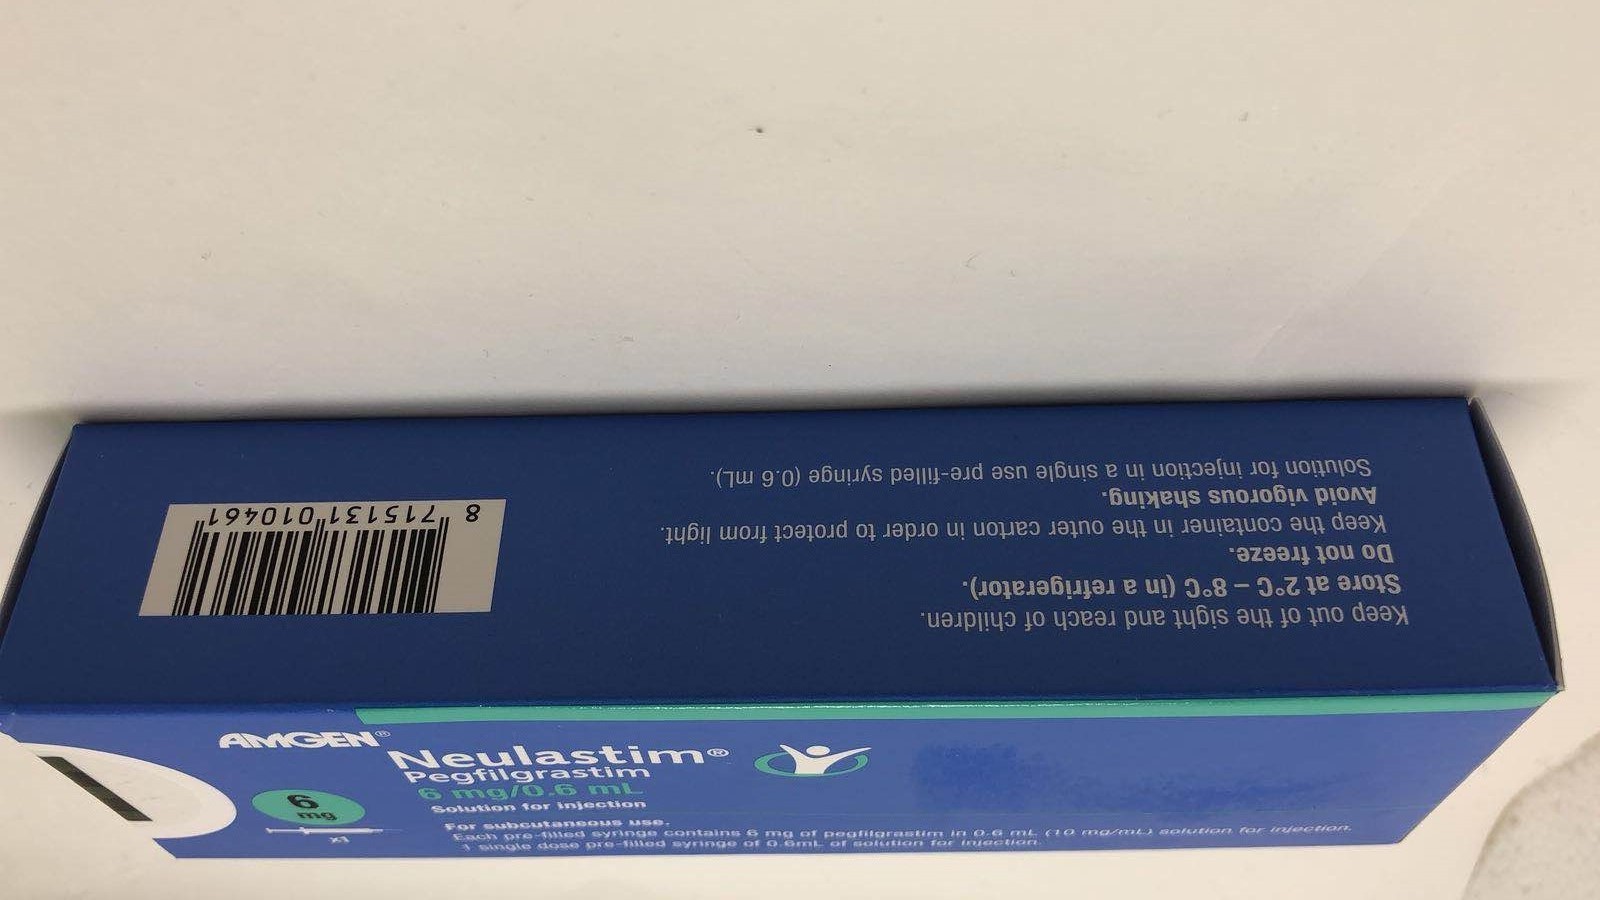 Keep out of the sight and reach of children.
Store at 2°C – 8°C (in a refrigerator).
Do not freeze.
Keep the container in the outer carton in order to protect from light.
Avoid vigorous shaking.
Solution for injection in a single use pre-filled syringe (0.6 mL).
8 715131 010461
AMGEN®
Neulastim®
Pegfilgrastim
6 mg/0.6 mL
Solution for injection
6
mg
x1
For subcutaneous use.
Each pre-filled syringe contains 6 mg of pegfilgrastim in 0.6 mL (10 mg/mL) solution for injection.
1 single dose pre-filled syringe of 0.6mL of solution for injection.